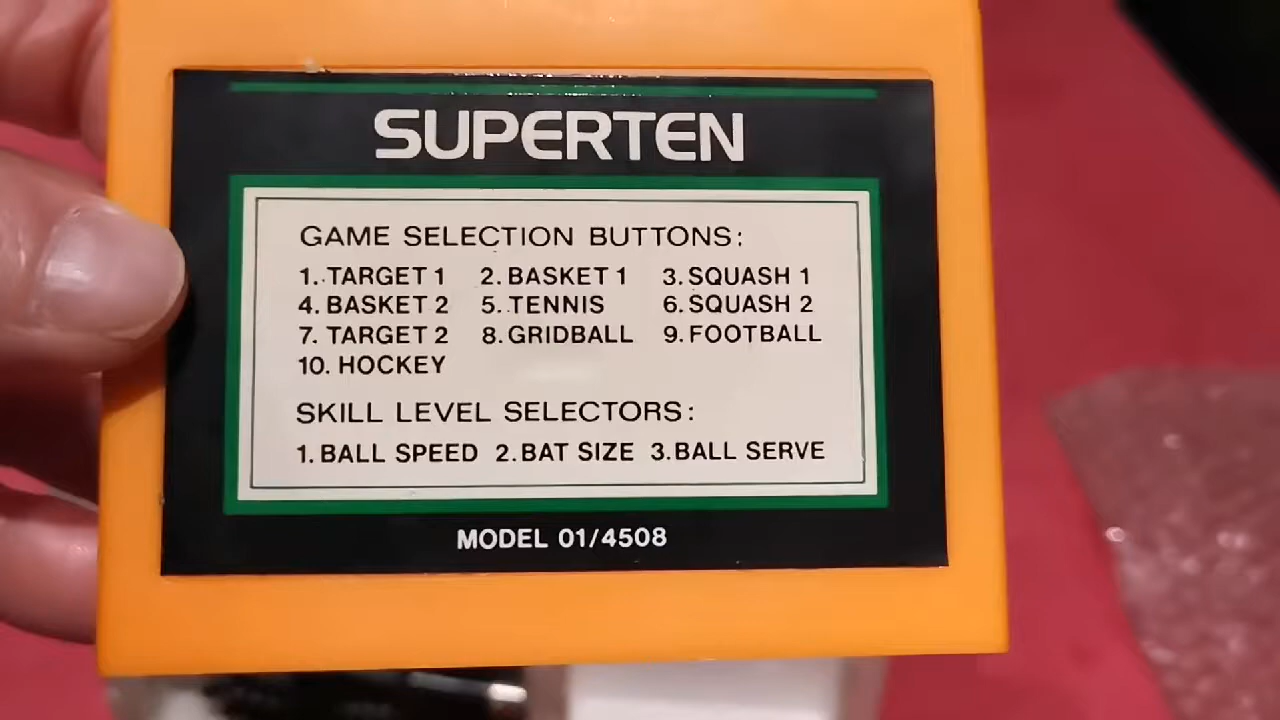 SUPERTEN
GAME SELECTION BUTTONS:
1. TARGET 1 2. BASKET 1 3. SQUASH 1
4. BASKET 2 5. TENNIS 6. SQUASH 2
7. TARGET 2 8. GRIDBALL 9. FOOTBALL
10. HOCKEY
SKILL LEVEL SELECTORS:
1. BALL SPEED 2. BAT SIZE 3. BALL SERVE
MODEL 01/4508